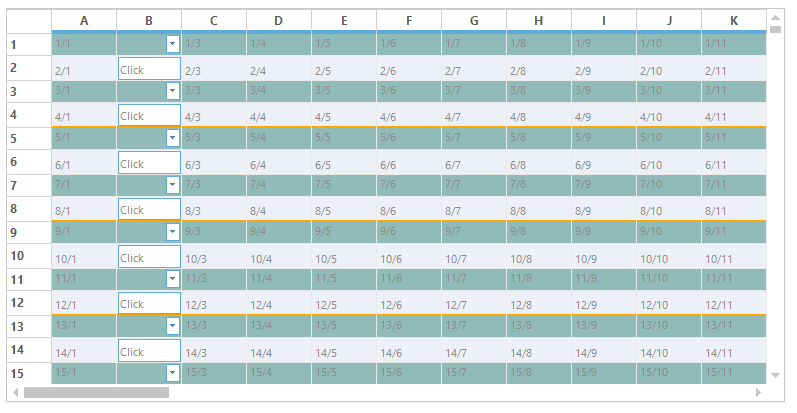 A B C D E F G H I J K
1 1/1 1/3 1/4 1/5 1/6 1/7 1/8 1/9 1/10 1/11
2 2/1 Click 2/3 2/4 2/5 2/6 2/7 2/8 2/9 2/10 2/11
3 3/1 3/3 3/4 3/5 3/6 3/7 3/8 3/9 3/10 3/11
4 4/1 Click 4/3 4/4 4/5 4/6 4/7 4/8 4/9 4/10 4/11
5 5/1 5/3 5/4 5/5 5/6 5/7 5/8 5/9 5/10 5/11
6 6/1 Click 6/3 6/4 6/5 6/6 6/7 6/8 6/9 6/10 6/11
7 7/1 7/3 7/4 7/5 7/6 7/7 7/8 7/9 7/10 7/11
8 8/1 Click 8/3 8/4 8/5 8/6 8/7 8/8 8/9 8/10 8/11
9 9/1 9/3 9/4 9/5 9/6 9/7 9/8 9/9 9/10 9/11
10 10/1 Click 10/3 10/4 10/5 10/6 10/7 10/8 10/9 10/10 10/11
11 11/1 11/3 11/4 11/5 11/6 11/7 11/8 11/9 11/10 11/11
12 12/1 Click 12/3 12/4 12/5 12/6 12/7 12/8 12/9 12/10 12/11
13 13/1 13/3 13/4 13/5 13/6 13/7 13/8 13/9 13/10 13/11
14 14/1 Click 14/3 14/4 14/5 14/6 14/7 14/8 14/9 14/10 14/11
15 15/1 15/3 15/4 15/5 15/6 15/7 15/8 15/9 15/10 15/11